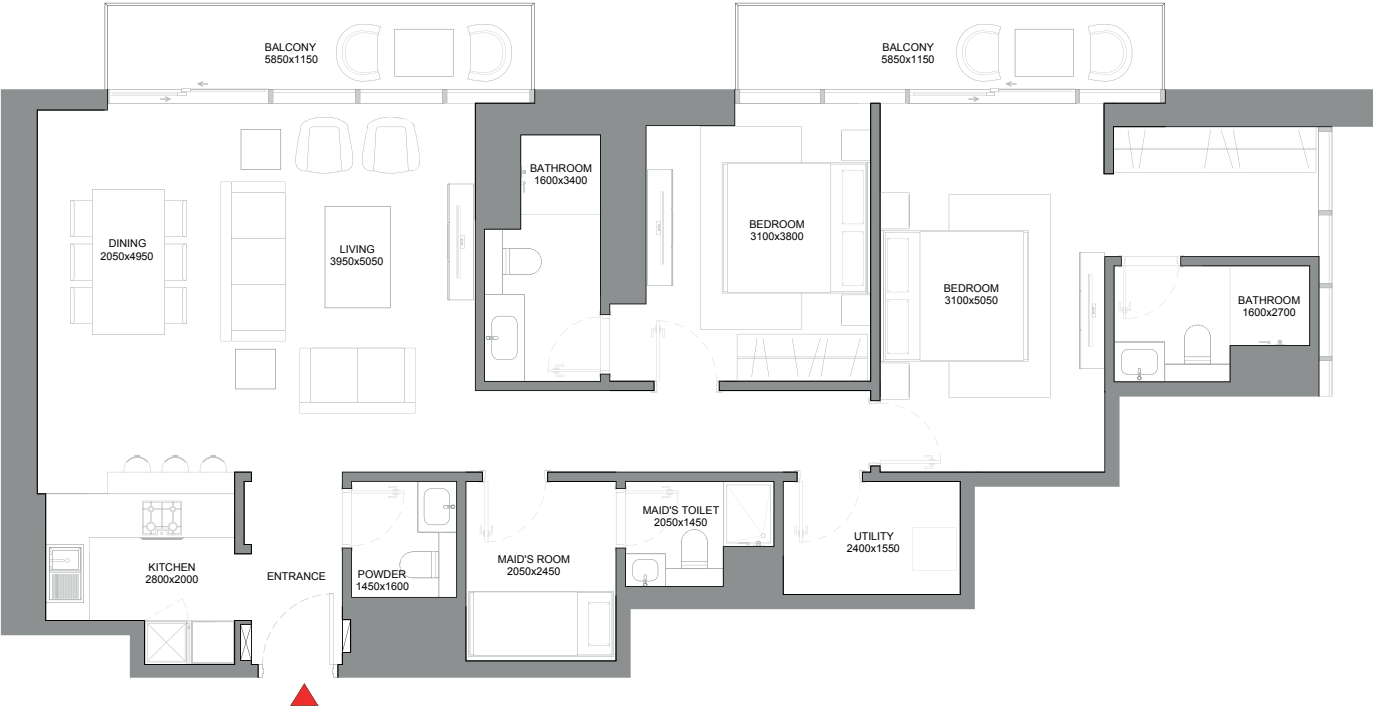 BALCONY
5850x1150
BALCONY
5850x1150
BATHROOM
1600x3400
BEDROOM
3100x3800
DINING
2050x4950
LIVING
3950x5050
BEDROOM
3100x5050
BATHROOM
1600x2700
MAID'S TOILET
2050x1450
UTILITY
2400x1550
MAID'S ROOM
2050x2450
KITCHEN
2800x2000
ENTRANCE
POWDER
1450x1600